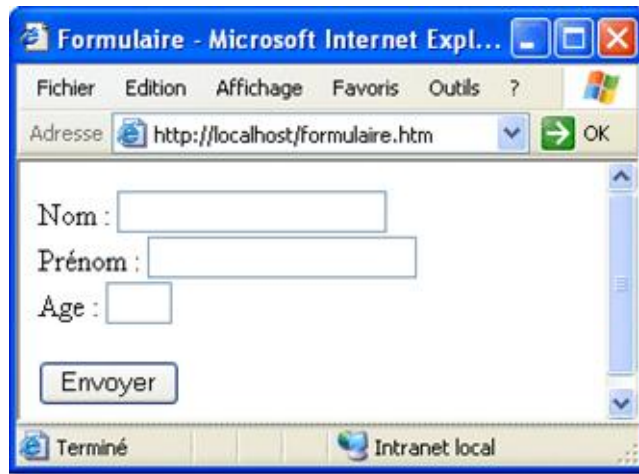 Formulaire - Microsoft Internet Expl...
Fichier Edition Affichage Favoris Outils ?
Adresse http://localhost/formulaire.htm OK
Nom :
Prénom :
Age :
Envoyer
Terminé Intranet local